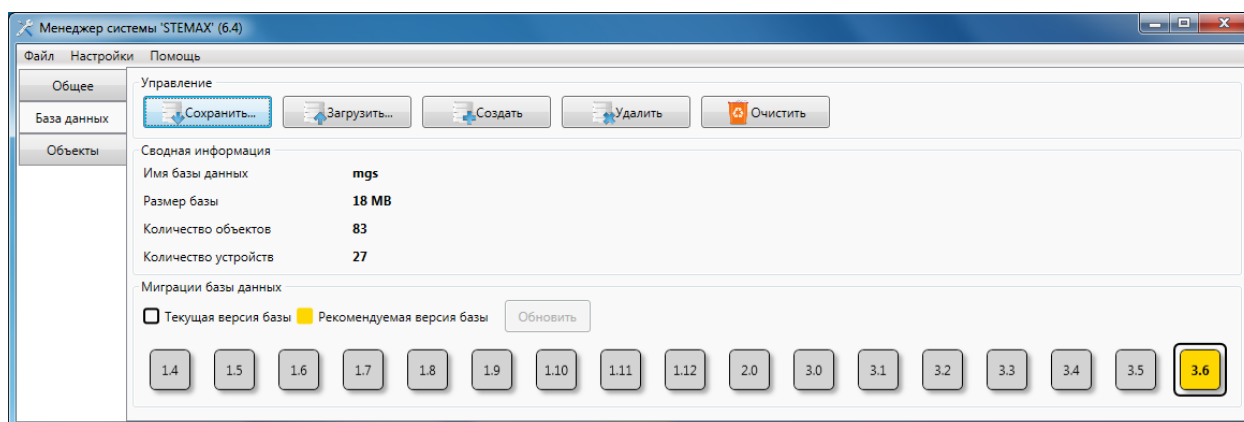 Менеджер системы 'STEMAX' (6.4)
Файл Настройки Помощь
Общее
База данных
Объекты
Управление
Сохранить... Загрузить... Создать Удалить Очистить
Сводная информация
Имя базы данных mgs
Размер базы 18 MB
Количество объектов 83
Количество устройств 27
Миграции базы данных
Текущая версия базы Рекомендуемая версия базы Обновить
1.4 1.5 1.6 1.7 1.8 1.9 1.10 1.11 1.12 2.0 3.0 3.1 3.2 3.3 3.4 3.5 3.6